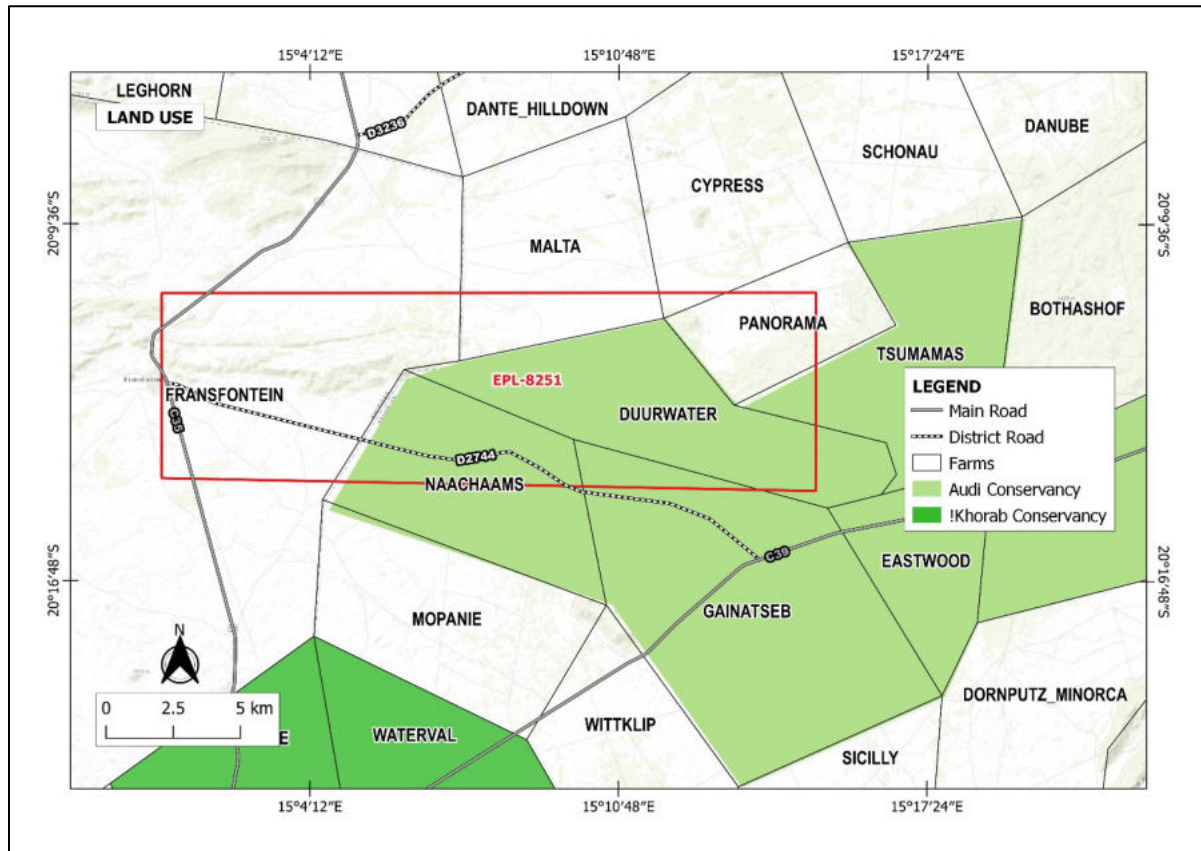 15°4'12"E
15°10'48"E
15°17'24"E
LEGHORN
LAND USE
D3236
DANTE_HILLDOWN
DANUBE
SCHONAU
CYPRESS
20°9'36"S
20°9'36"S
MALTA
BOTHASHOF
PANORAMA
TSUMAMAS
EPL-8251
FRANSFONTEIN
DUURWATER
C35
D2744
NAACHAAMS
LEGEND
Main Road
District Road
Farms
Audi Conservancy
!Khorab Conservancy
C39
EASTWOOD
20°16'48"S
20°16'48"S
GAINATSEB
MOPANIE
N
0 2.5 5 km
DORNPUTZ_MINORCA
WITTKLIP
WATERVAL
E
SICILLY
15°4'12"E
15°10'48"E
15°17'24"E